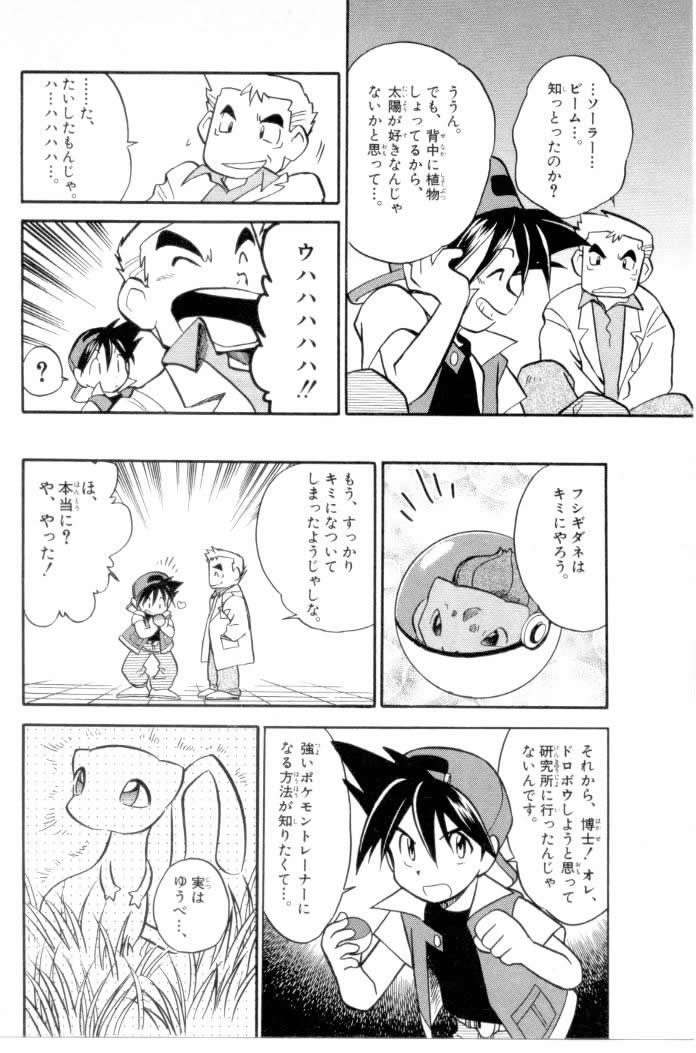 …ソーラー…
ビーム…。
知っとったのか？
ううん。
でも、背中に植物
しょってるから、
太陽が好きなんじゃ
ないかと思って…。
……た、
たいしたもんじゃ。
ハ…ハハハハ
ハ…。
ウハハハハハハ!!
？
フシギダネは
キミにやろう。
もう、すっかり
キミになついて
しまったようじゃしな。
ほ、
本当に？
や、やった！
それから、博士！オレ、
ドロボウしようと思って
研究所に行ったんじゃ
ないんです。
強いポケモントレーナーに
なる方法が知りたくて…。
実は
ゆうべ…、